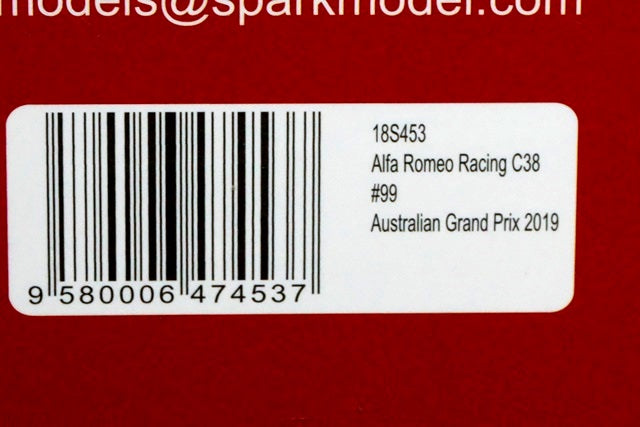 models@sparkmodel.com
18S453
Alfa Romeo Racing C38
#99
Australian Grand Prix 2019
9 580006 474537